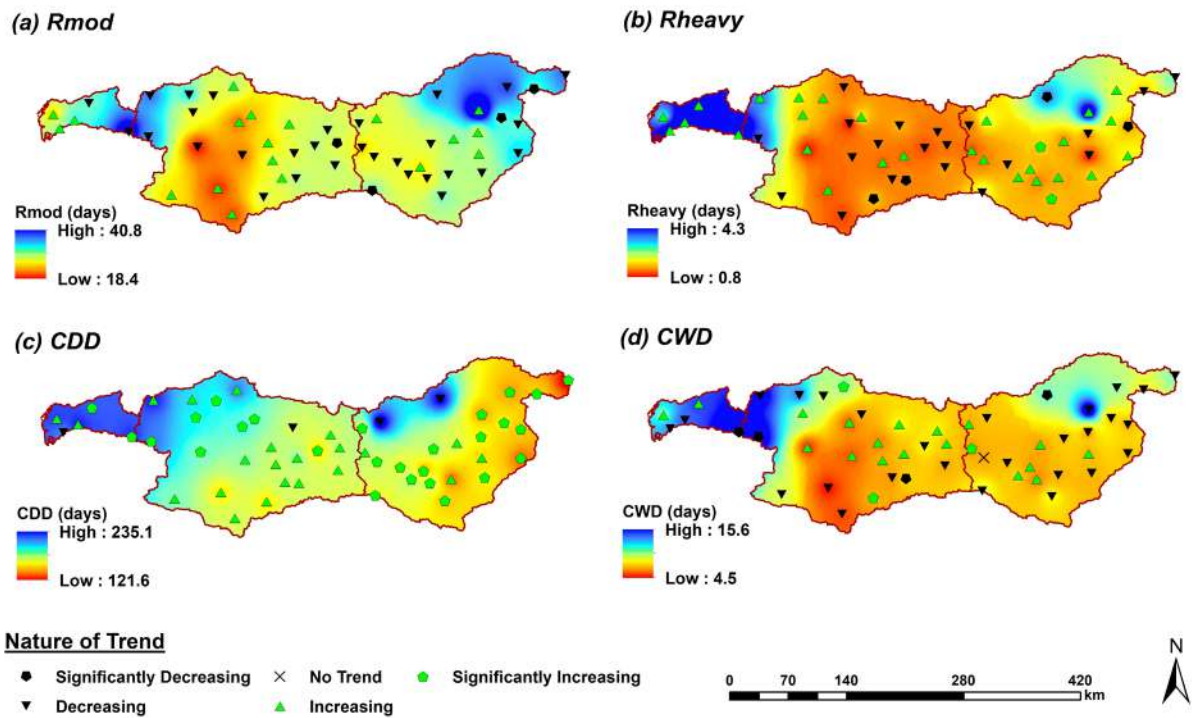 (a) Rmod
(b) Rheavy
Rmod (days)
High : 40.8
Low : 18.4
Rheavy (days)
High : 4.3
Low : 0.8
(c) CDD
(d) CWD
CDD (days)
High : 235.1
Low : 121.6
CWD (days)
High : 15.6
Low : 4.5
Nature of Trend
Significantly Decreasing
No Trend
Significantly Increasing
Decreasing
Increasing
0 70 140 280 420
km
N